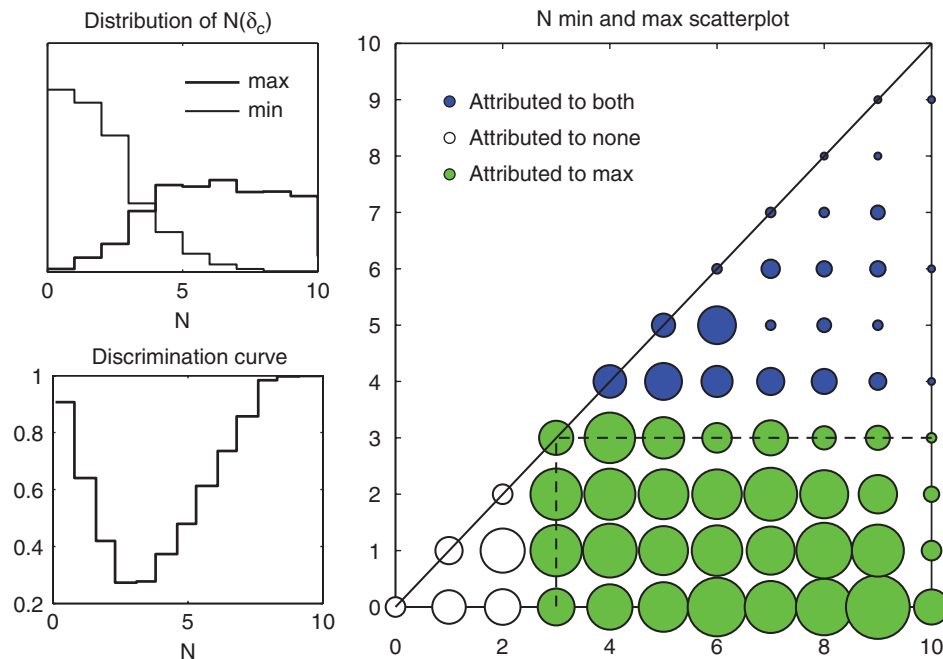 Distribution of N(δc)
max
min
0
5
10
N
Discrimination curve
1
0.8
0.6
0.4
0.2
0
5
10
N
N min and max scatterplot
10
9
8
7
6
5
4
3
2
1
0
Attributed to both
Attributed to none
Attributed to max
0
2
4
6
8
10